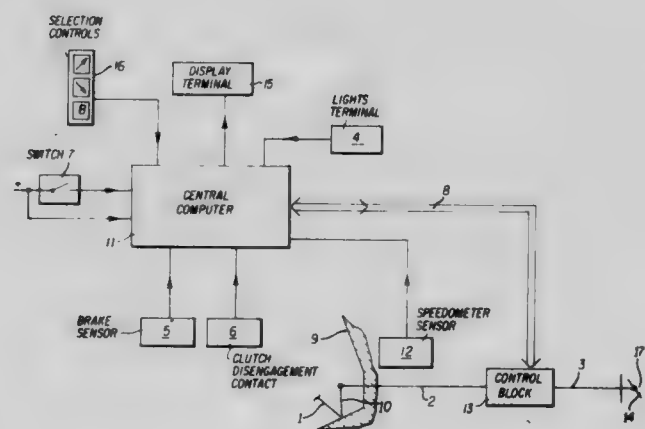 SELECTION
CONTROLS
16
B
DISPLAY
TERMINAL
15
LIGHTS
TERMINAL
4
SWITCH 7
+
CENTRAL
COMPUTER
11
8
BRAKE
SENSOR
5
6
CLUTCH
DISENGAGEMENT
CONTACT
9
SPEEDOMETER
SENSOR
12
1
10
2
CONTROL
BLOCK
13
3
17
14